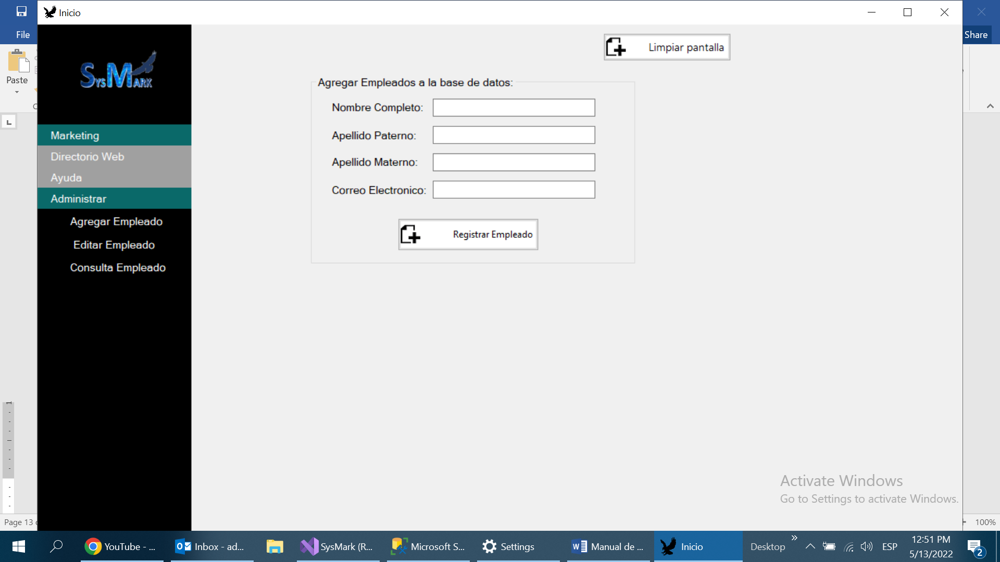 Inicio
File
Share
Paste
SysMark
Limpiar pantalla
Agregar Empleados a la base de datos:
Nombre Completo:
Apellido Paterno:
Apellido Materno:
Correo Electronico:
Registrar Empleado
Marketing
Directorio Web
Ayuda
Administrar
Agregar Empleado
Editar Empleado
Consulta Empleado
Activate Windows
Go to Settings to activate Windows.
Page 13
100%
YouTube - ...
Inbox - ad...
SysMark (R...
Microsoft S...
Settings
Manual de ...
Inicio
Desktop
ESP
12:51 PM
5/13/2022
2